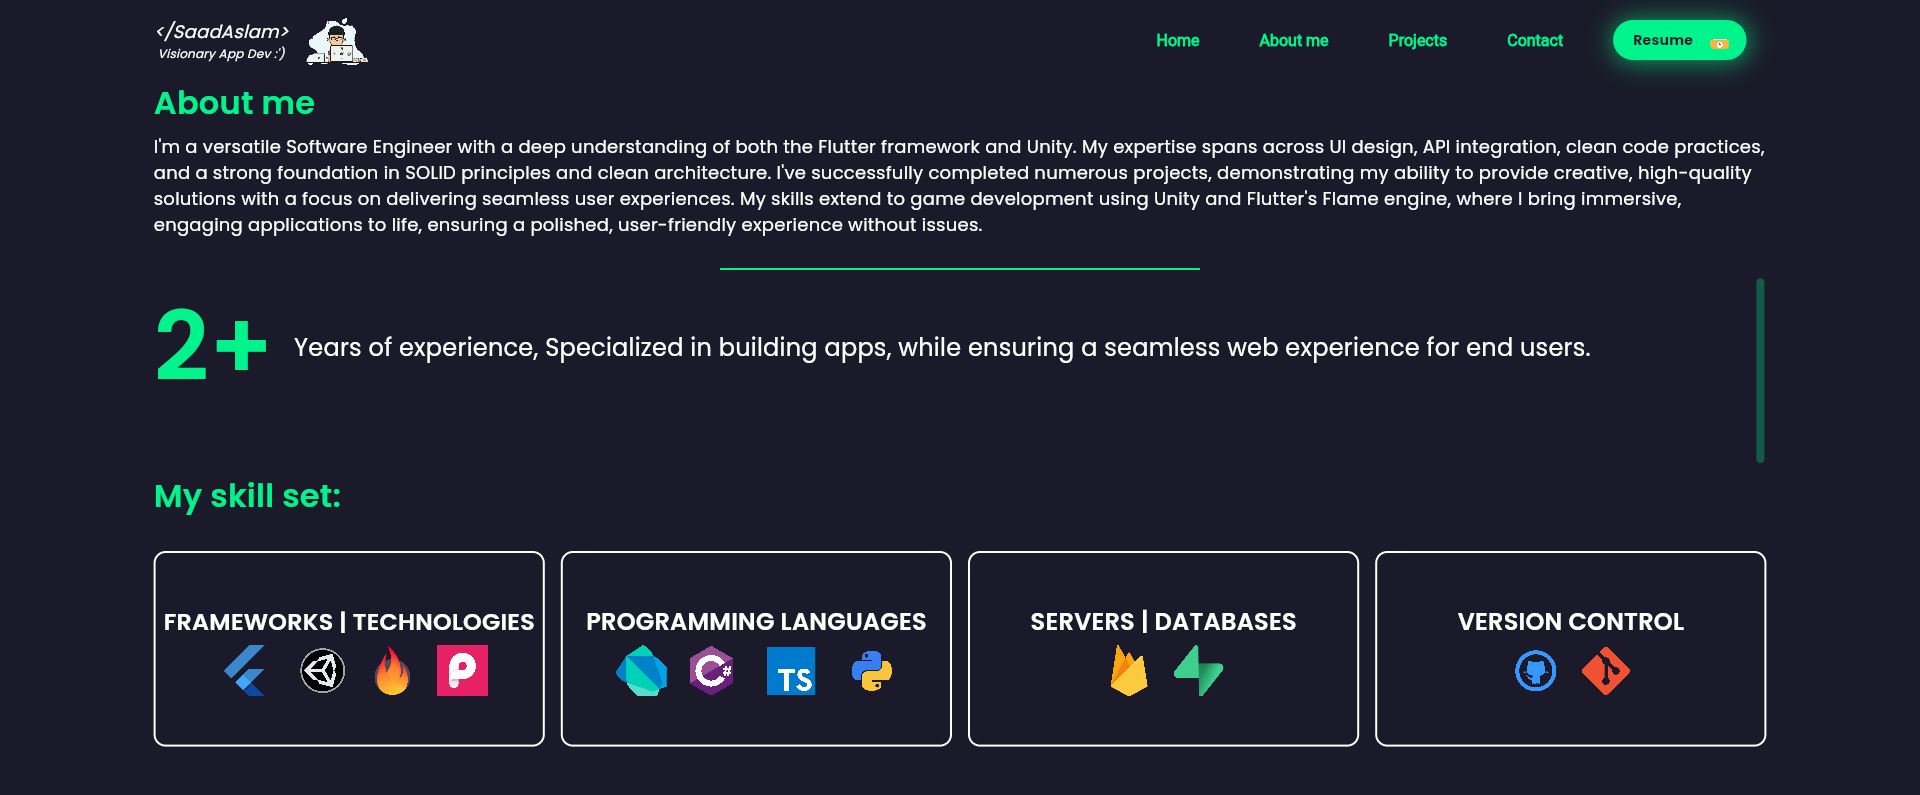 </SaadAslam>
Visionary App Dev :')
Home
About me
Projects
Contact
Resume
About me
I'm a versatile Software Engineer with a deep understanding of both the Flutter framework and Unity. My expertise spans across UI design, API integration, clean code practices,
and a strong foundation in SOLID principles and clean architecture. I've successfully completed numerous projects, demonstrating my ability to provide creative, high-quality
solutions with a focus on delivering seamless user experiences. My skills extend to game development using Unity and Flutter's Flame engine, where I bring immersive,
engaging applications to life, ensuring a polished, user-friendly experience without issues.
2+
Years of experience, Specialized in building apps, while ensuring a seamless web experience for end users.
My skill set:
FRAMEWORKS | TECHNOLOGIES
P
PROGRAMMING LANGUAGES
C#
TS
SERVERS | DATABASES
VERSION CONTROL